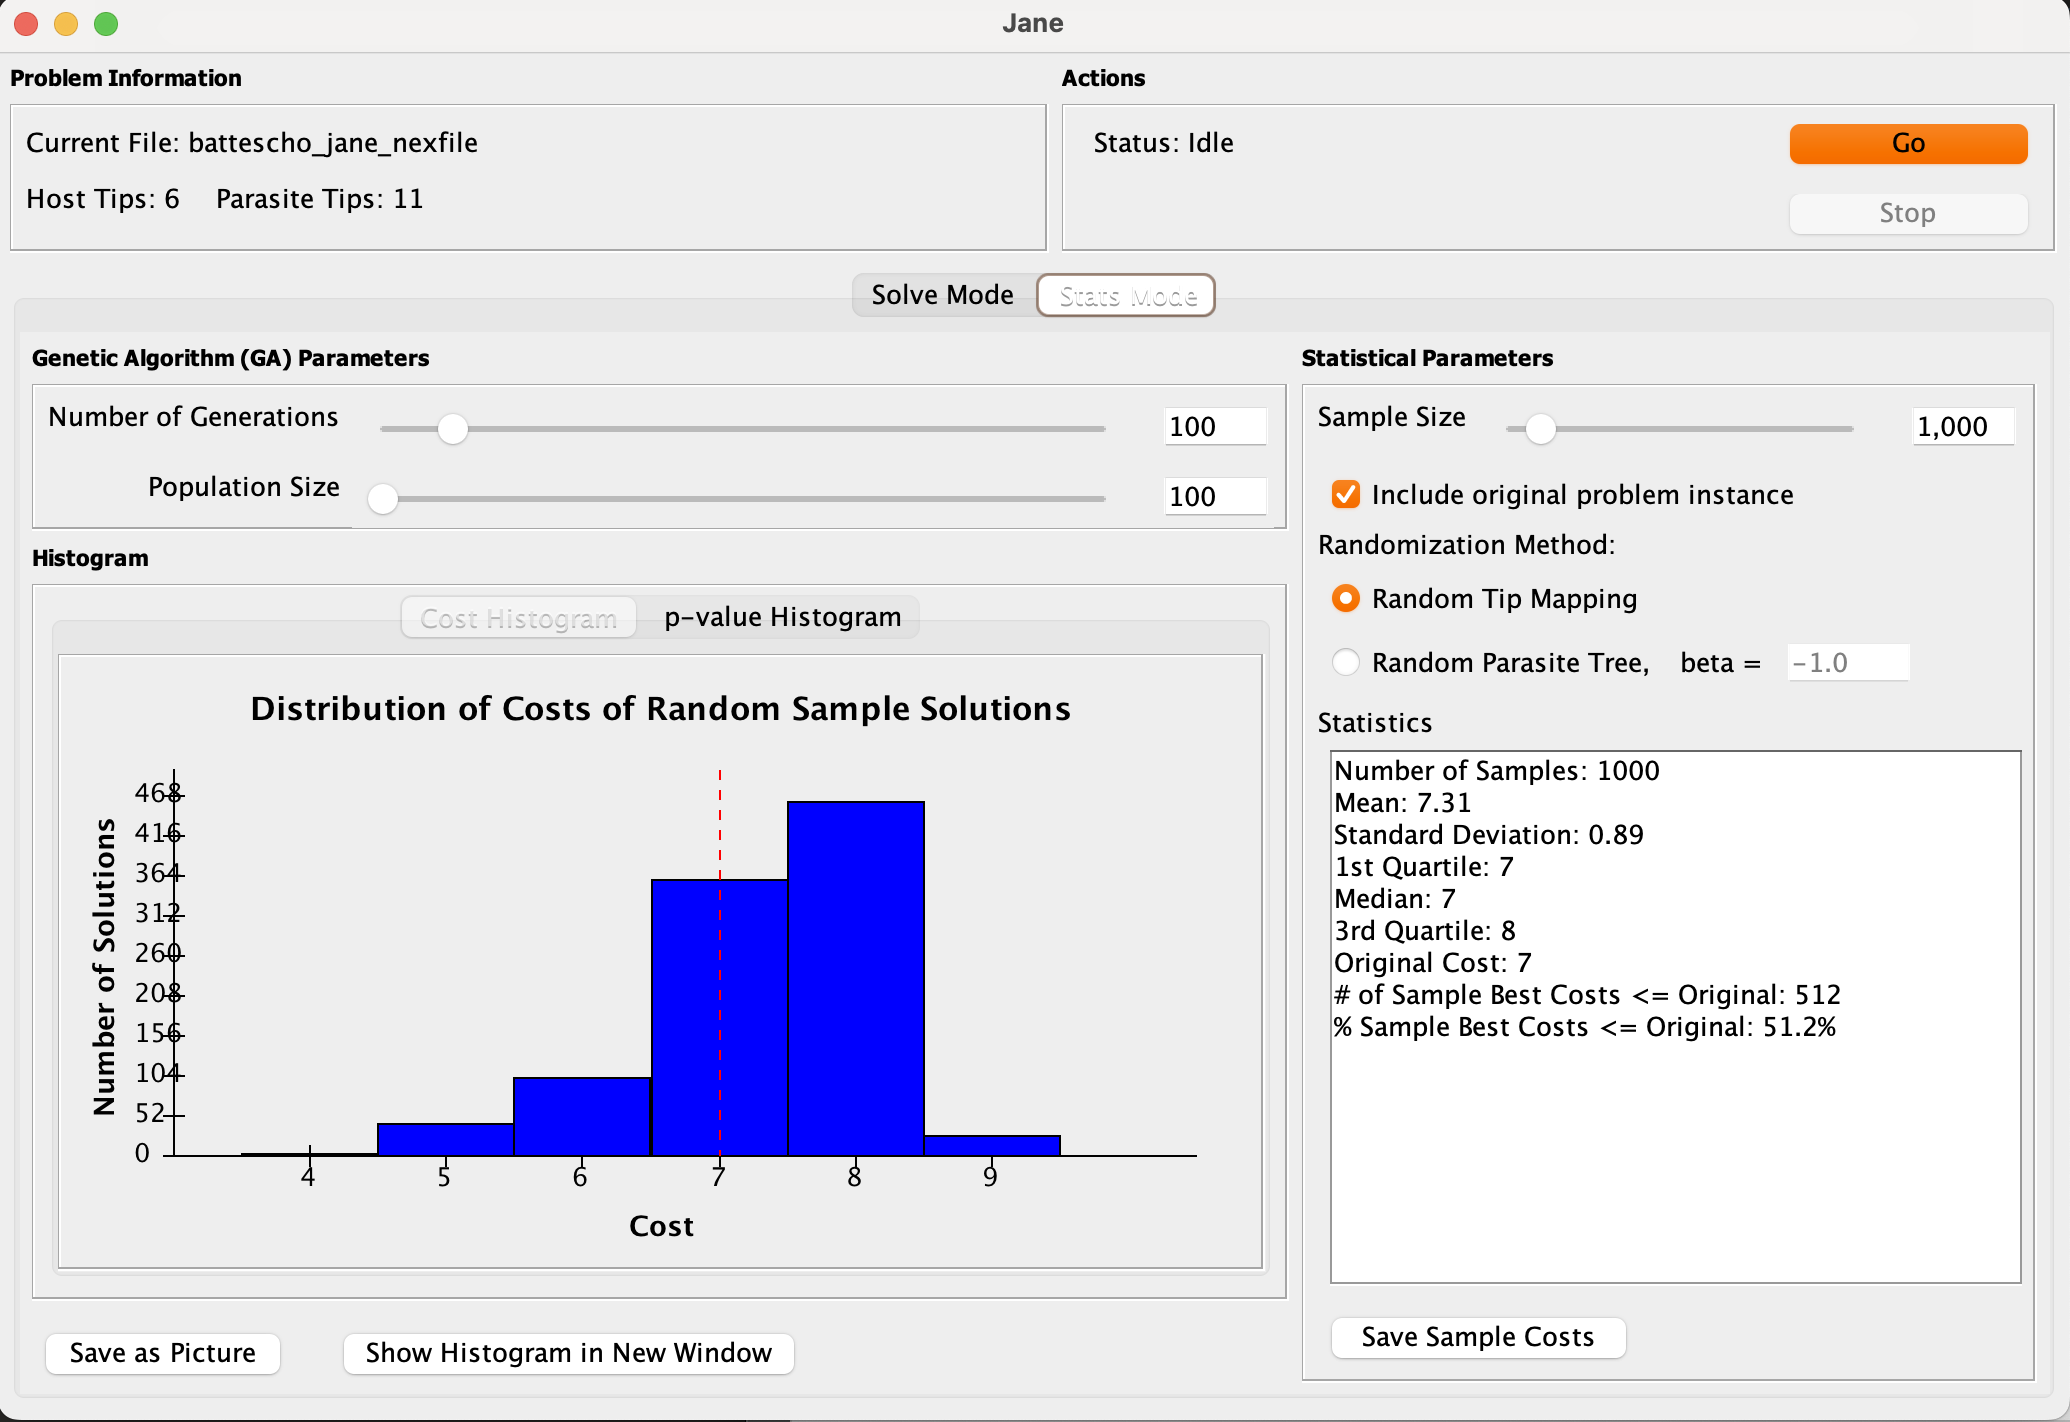 Jane
Problem Information
Current File: battescho_jane_nexfile
Host Tips: 6 Parasite Tips: 11
Actions
Status: Idle
Go
Stop
Solve Mode
Stats Mode
Genetic Algorithm (GA) Parameters
Number of Generations
100
Population Size
100
Histogram
Cost Histogram
p-value Histogram
Distribution of Costs of Random Sample Solutions
Number of Solutions
468
416
364
312
260
208
156
104
52
0
4
5
6
7
8
9
Cost
Save as Picture
Show Histogram in New Window
Statistical Parameters
Sample Size
1,000
Include original problem instance
Randomization Method:
Random Tip Mapping
Random Parasite Tree, beta = -1.0
Statistics
Number of Samples: 1000
Mean: 7.31
Standard Deviation: 0.89
1st Quartile: 7
Median: 7
3rd Quartile: 8
Original Cost: 7
# of Sample Best Costs <= Original: 512
% Sample Best Costs <= Original: 51.2%
Save Sample Costs